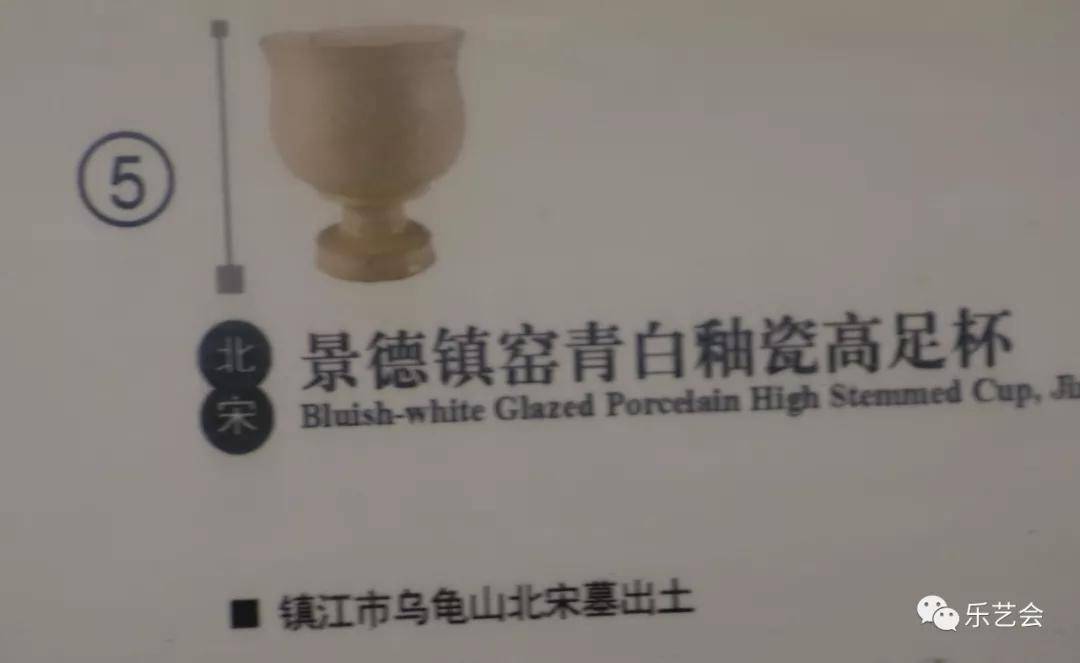 ⑤
北宋
景德镇窑青白釉瓷高足杯
Bluish-white Glazed Porcelain High Stemmed Cup,
■ 镇江市乌龟山北宋墓出土
乐艺会